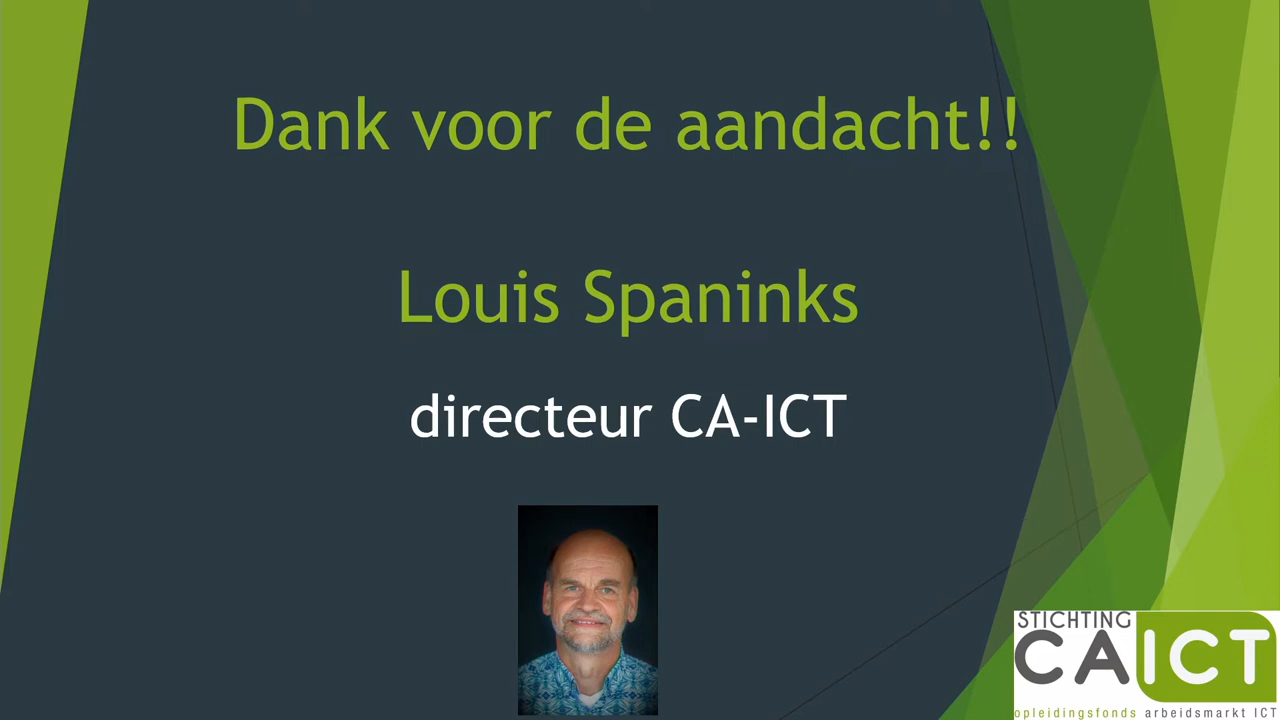 Dank voor de aandacht!!
Louis Spaninks
directeur CA-ICT
STICHTING
CA ICT
opleidingsfonds arbeidsmarkt ICT